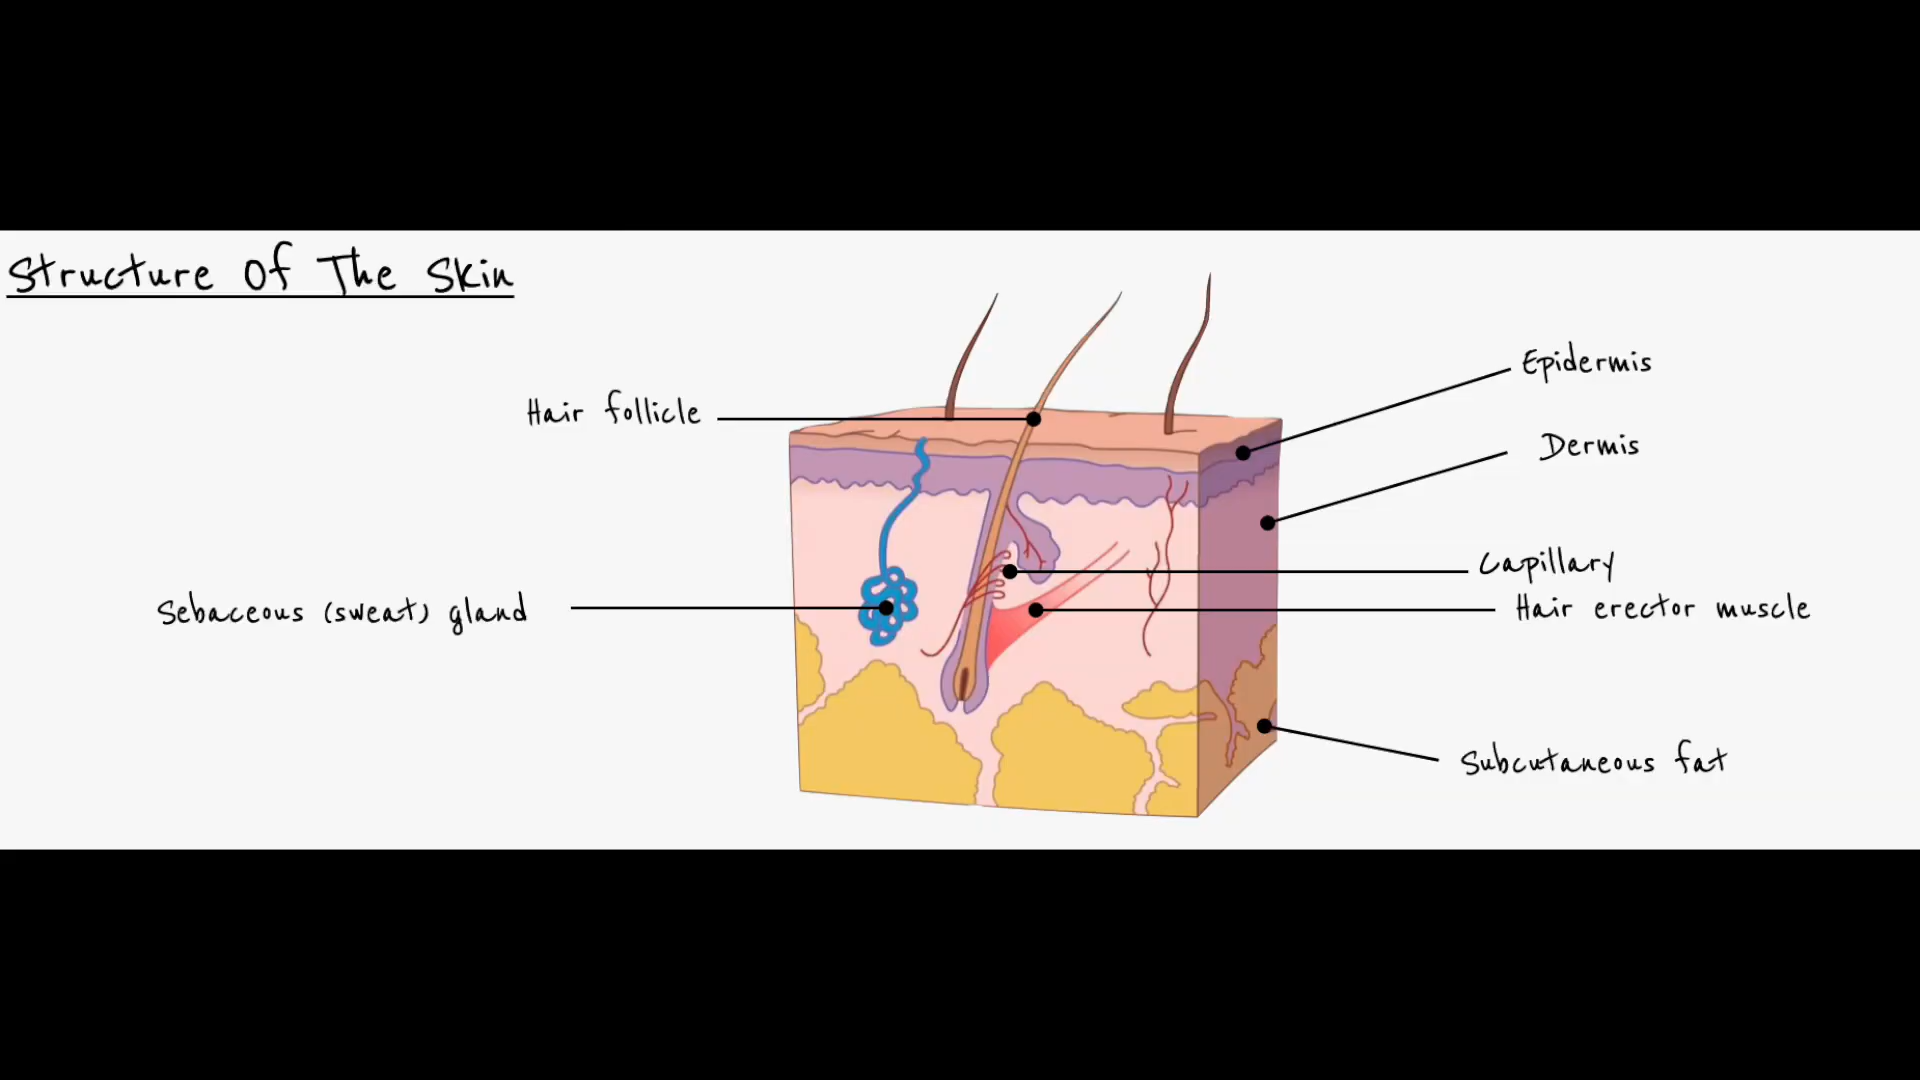 Structure Of The Skin
Epidermis
Hair follicle
Dermis
Capillary
Sebaceous (sweat) gland
Hair erector muscle
Subcutaneous fat